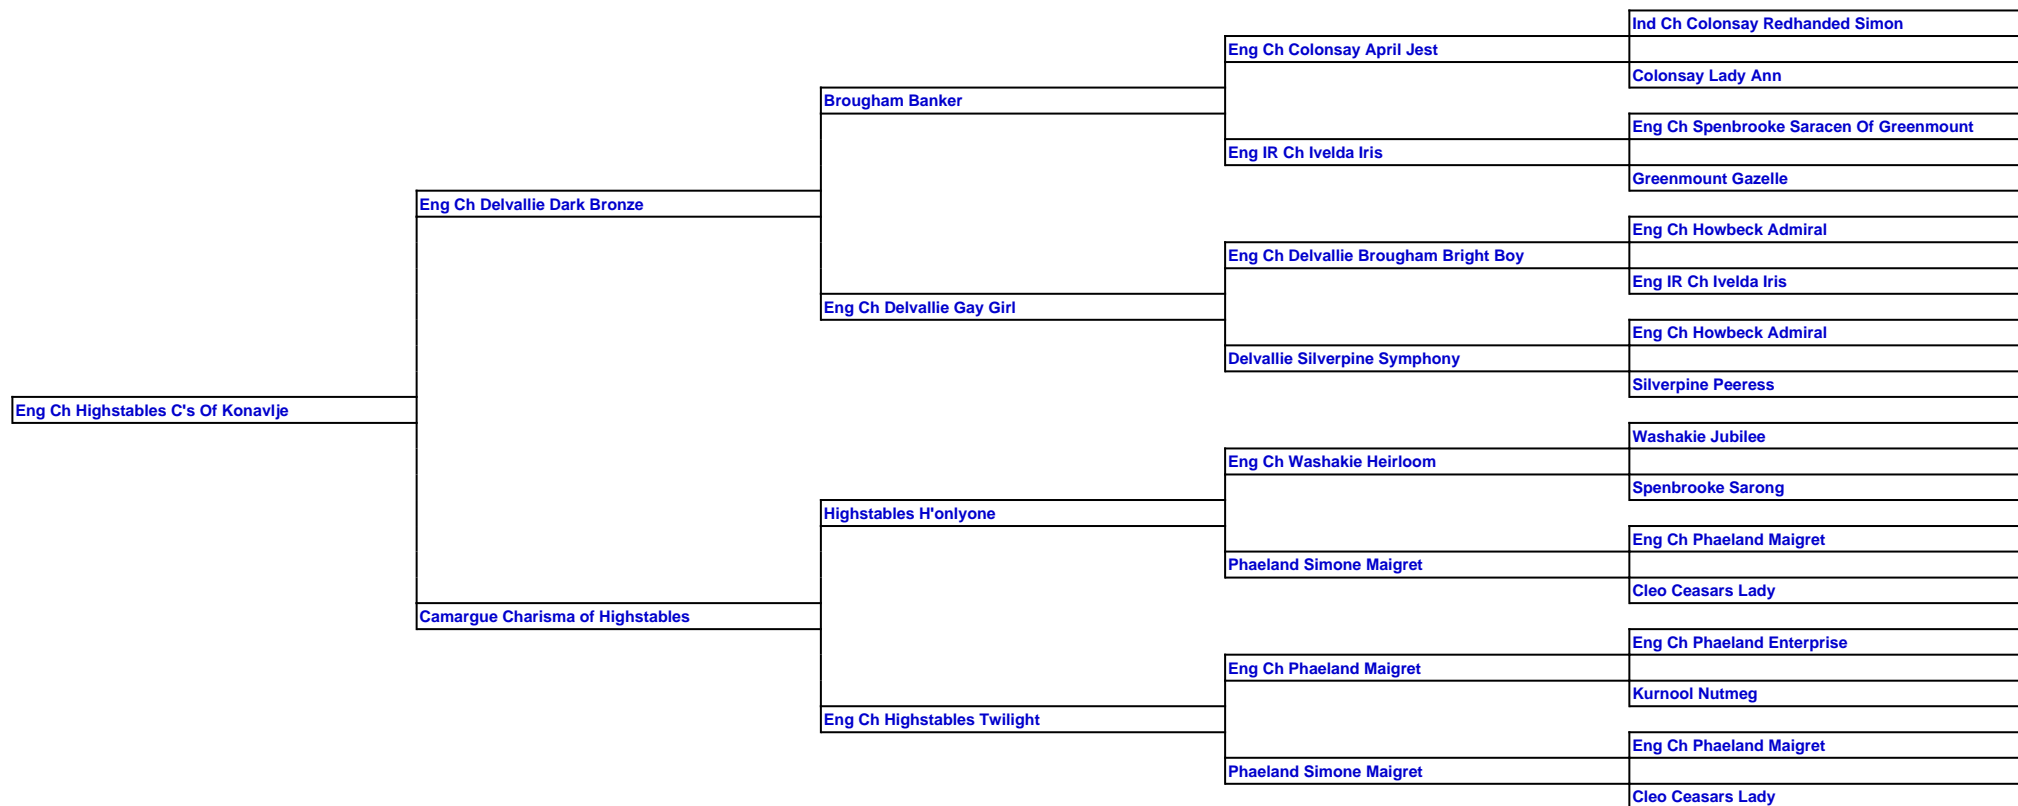 Ind Ch Colonsay Redhanded Simon
Eng Ch Colonsay April Jest
Colonsay Lady Ann
Brougham Banker
Eng Ch Spenbrooke Saracen Of Greenmount
Eng IR Ch Ivelda Iris
Greenmount Gazelle
Eng Ch Delvallie Dark Bronze
Eng Ch Howbeck Admiral
Eng Ch Delvallie Brougham Bright Boy
Eng IR Ch Ivelda Iris
Eng Ch Delvallie Gay Girl
Eng Ch Howbeck Admiral
Delvallie Silverpine Symphony
Silverpine Peeress
Eng Ch Highstables C's Of Konavlje
Washakie Jubilee
Eng Ch Washakie Heirloom
Spenbrooke Sarong
Highstables H'onlyone
Eng Ch Phaeland Maigret
Phaeland Simone Maigret
Cleo Ceasars Lady
Camargue Charisma of Highstables
Eng Ch Phaeland Enterprise
Eng Ch Phaeland Maigret
Kurnool Nutmeg
Eng Ch Highstables Twilight
Eng Ch Phaeland Maigret
Phaeland Simone Maigret
Cleo Ceasars Lady